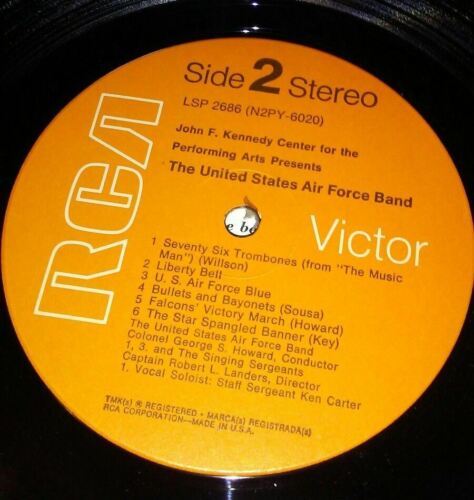 RCA
Side 2 Stereo
LSP 2686 (N2PY-6020)
John F. Kennedy Center for the
Performing Arts Presents
The United States Air Force Band
e be
Victor
1 Seventy Six Trombones (from "The Music
Man") (Willson)
2 Liberty Bell
3 U. S. Air Force Blue
4 Bullets and Bayonets (Sousa)
5 Falcons' Victory March (Howard)
6 The Star Spangled Banner (Key)
The United States Air Force Band
Colonel George S. Howard, Conductor
1, 3. and The Singing Sergeants
Captain Robert L. Landers, Director
1. Vocal Soloist: Staff Sergeant Ken Carter
TMK(s) ® REGISTERED • MARCA(s) REGISTRADA(s)
RCA CORPORATION—MADE IN U.S.A.